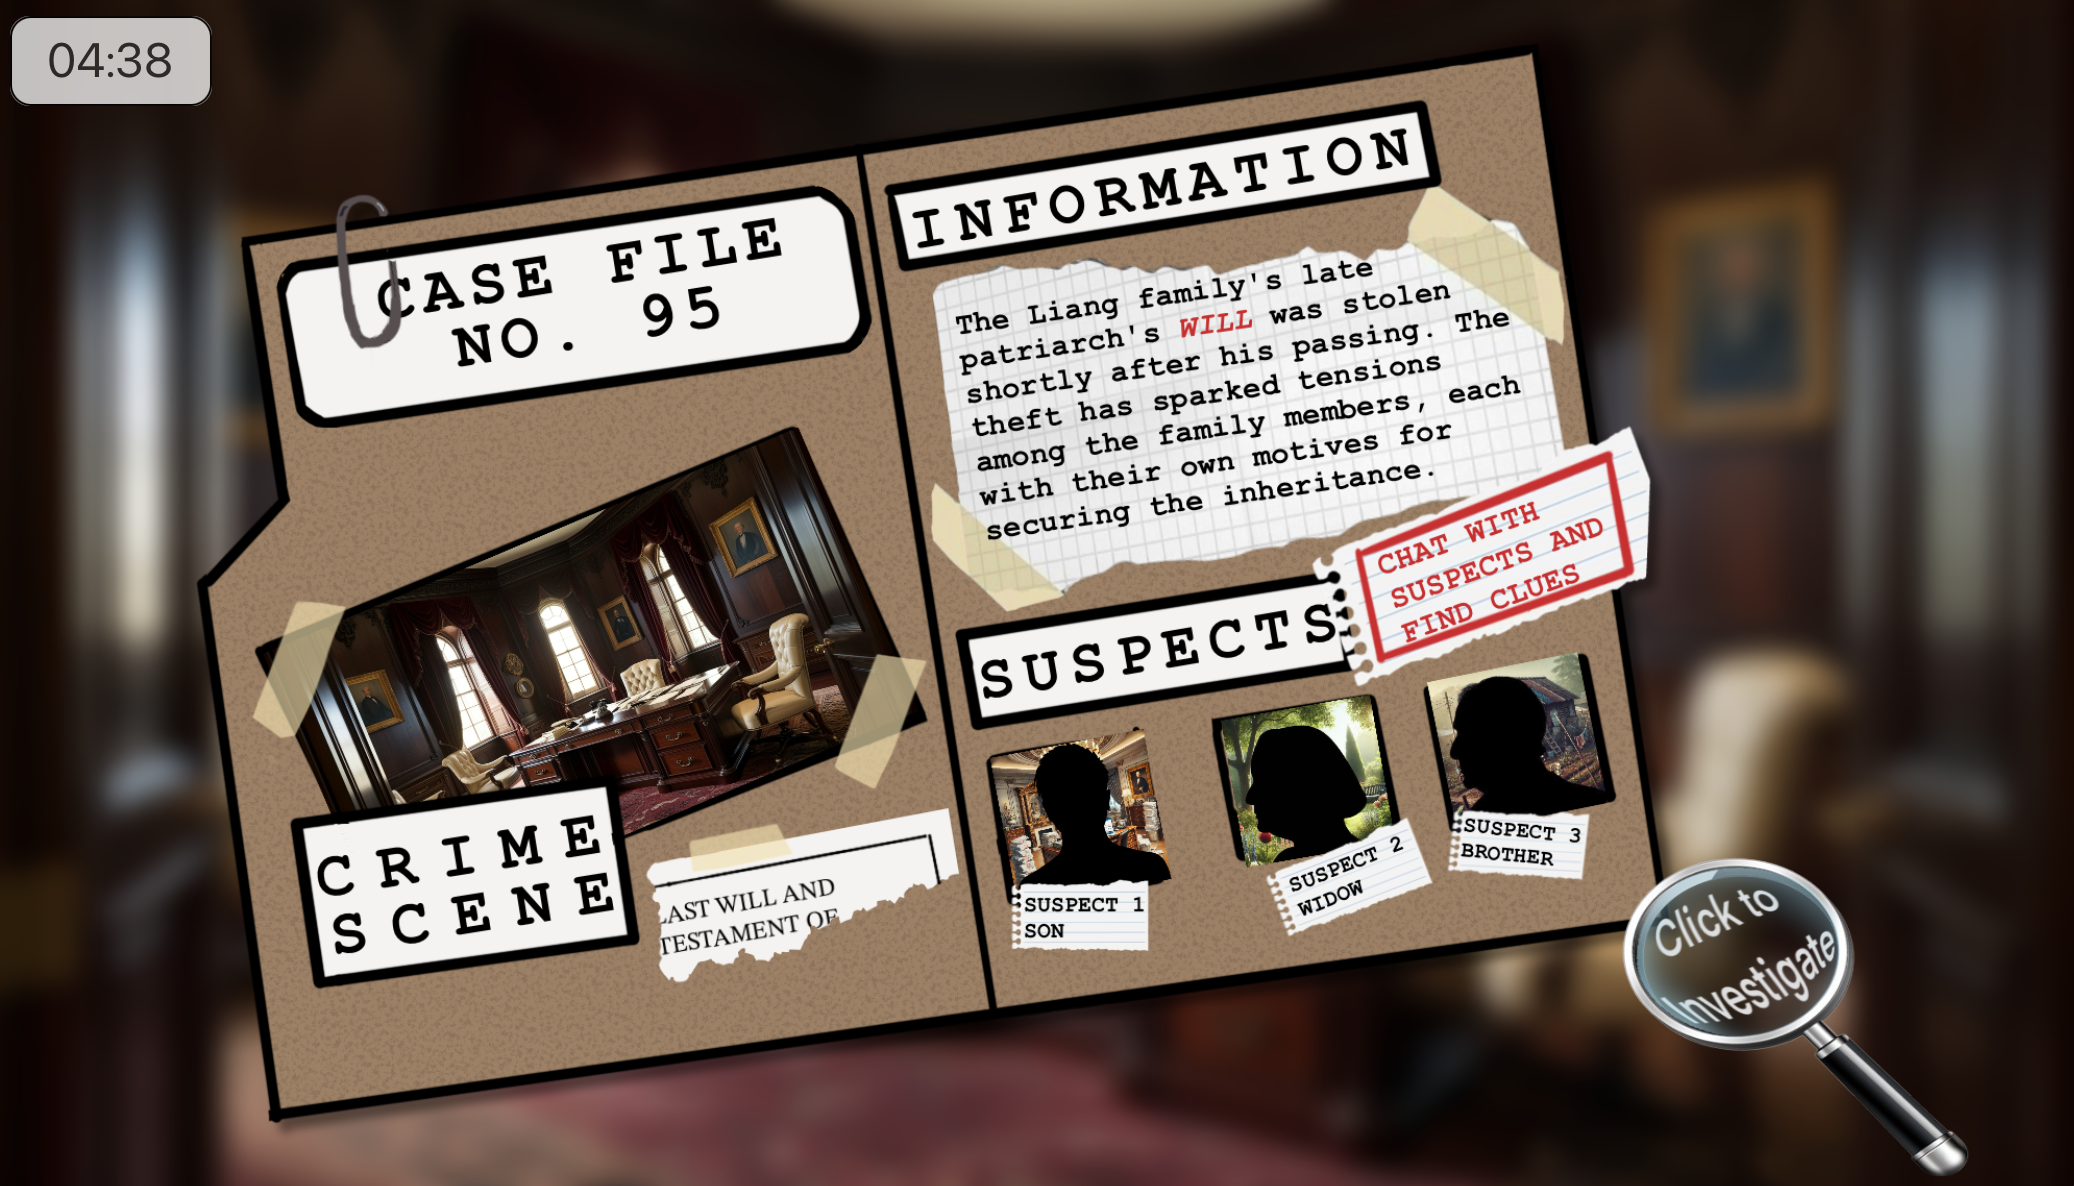 04:38
CASE FILE
NO. 95
CRIME
SCENE
LAST WILL AND
TESTAMENT OF
INFORMATION
The Liang family's late
patriarch's WILL was stolen
shortly after his passing. The
theft has sparked tensions
among the family members, each
with their own motives for
securing the inheritance.
CHAT WITH
SUSPECTS AND
FIND CLUES
SUSPECTS
SUSPECT 1
SON
SUSPECT 2
WIDOW
SUSPECT 3
BROTHER
Click to
Investigate